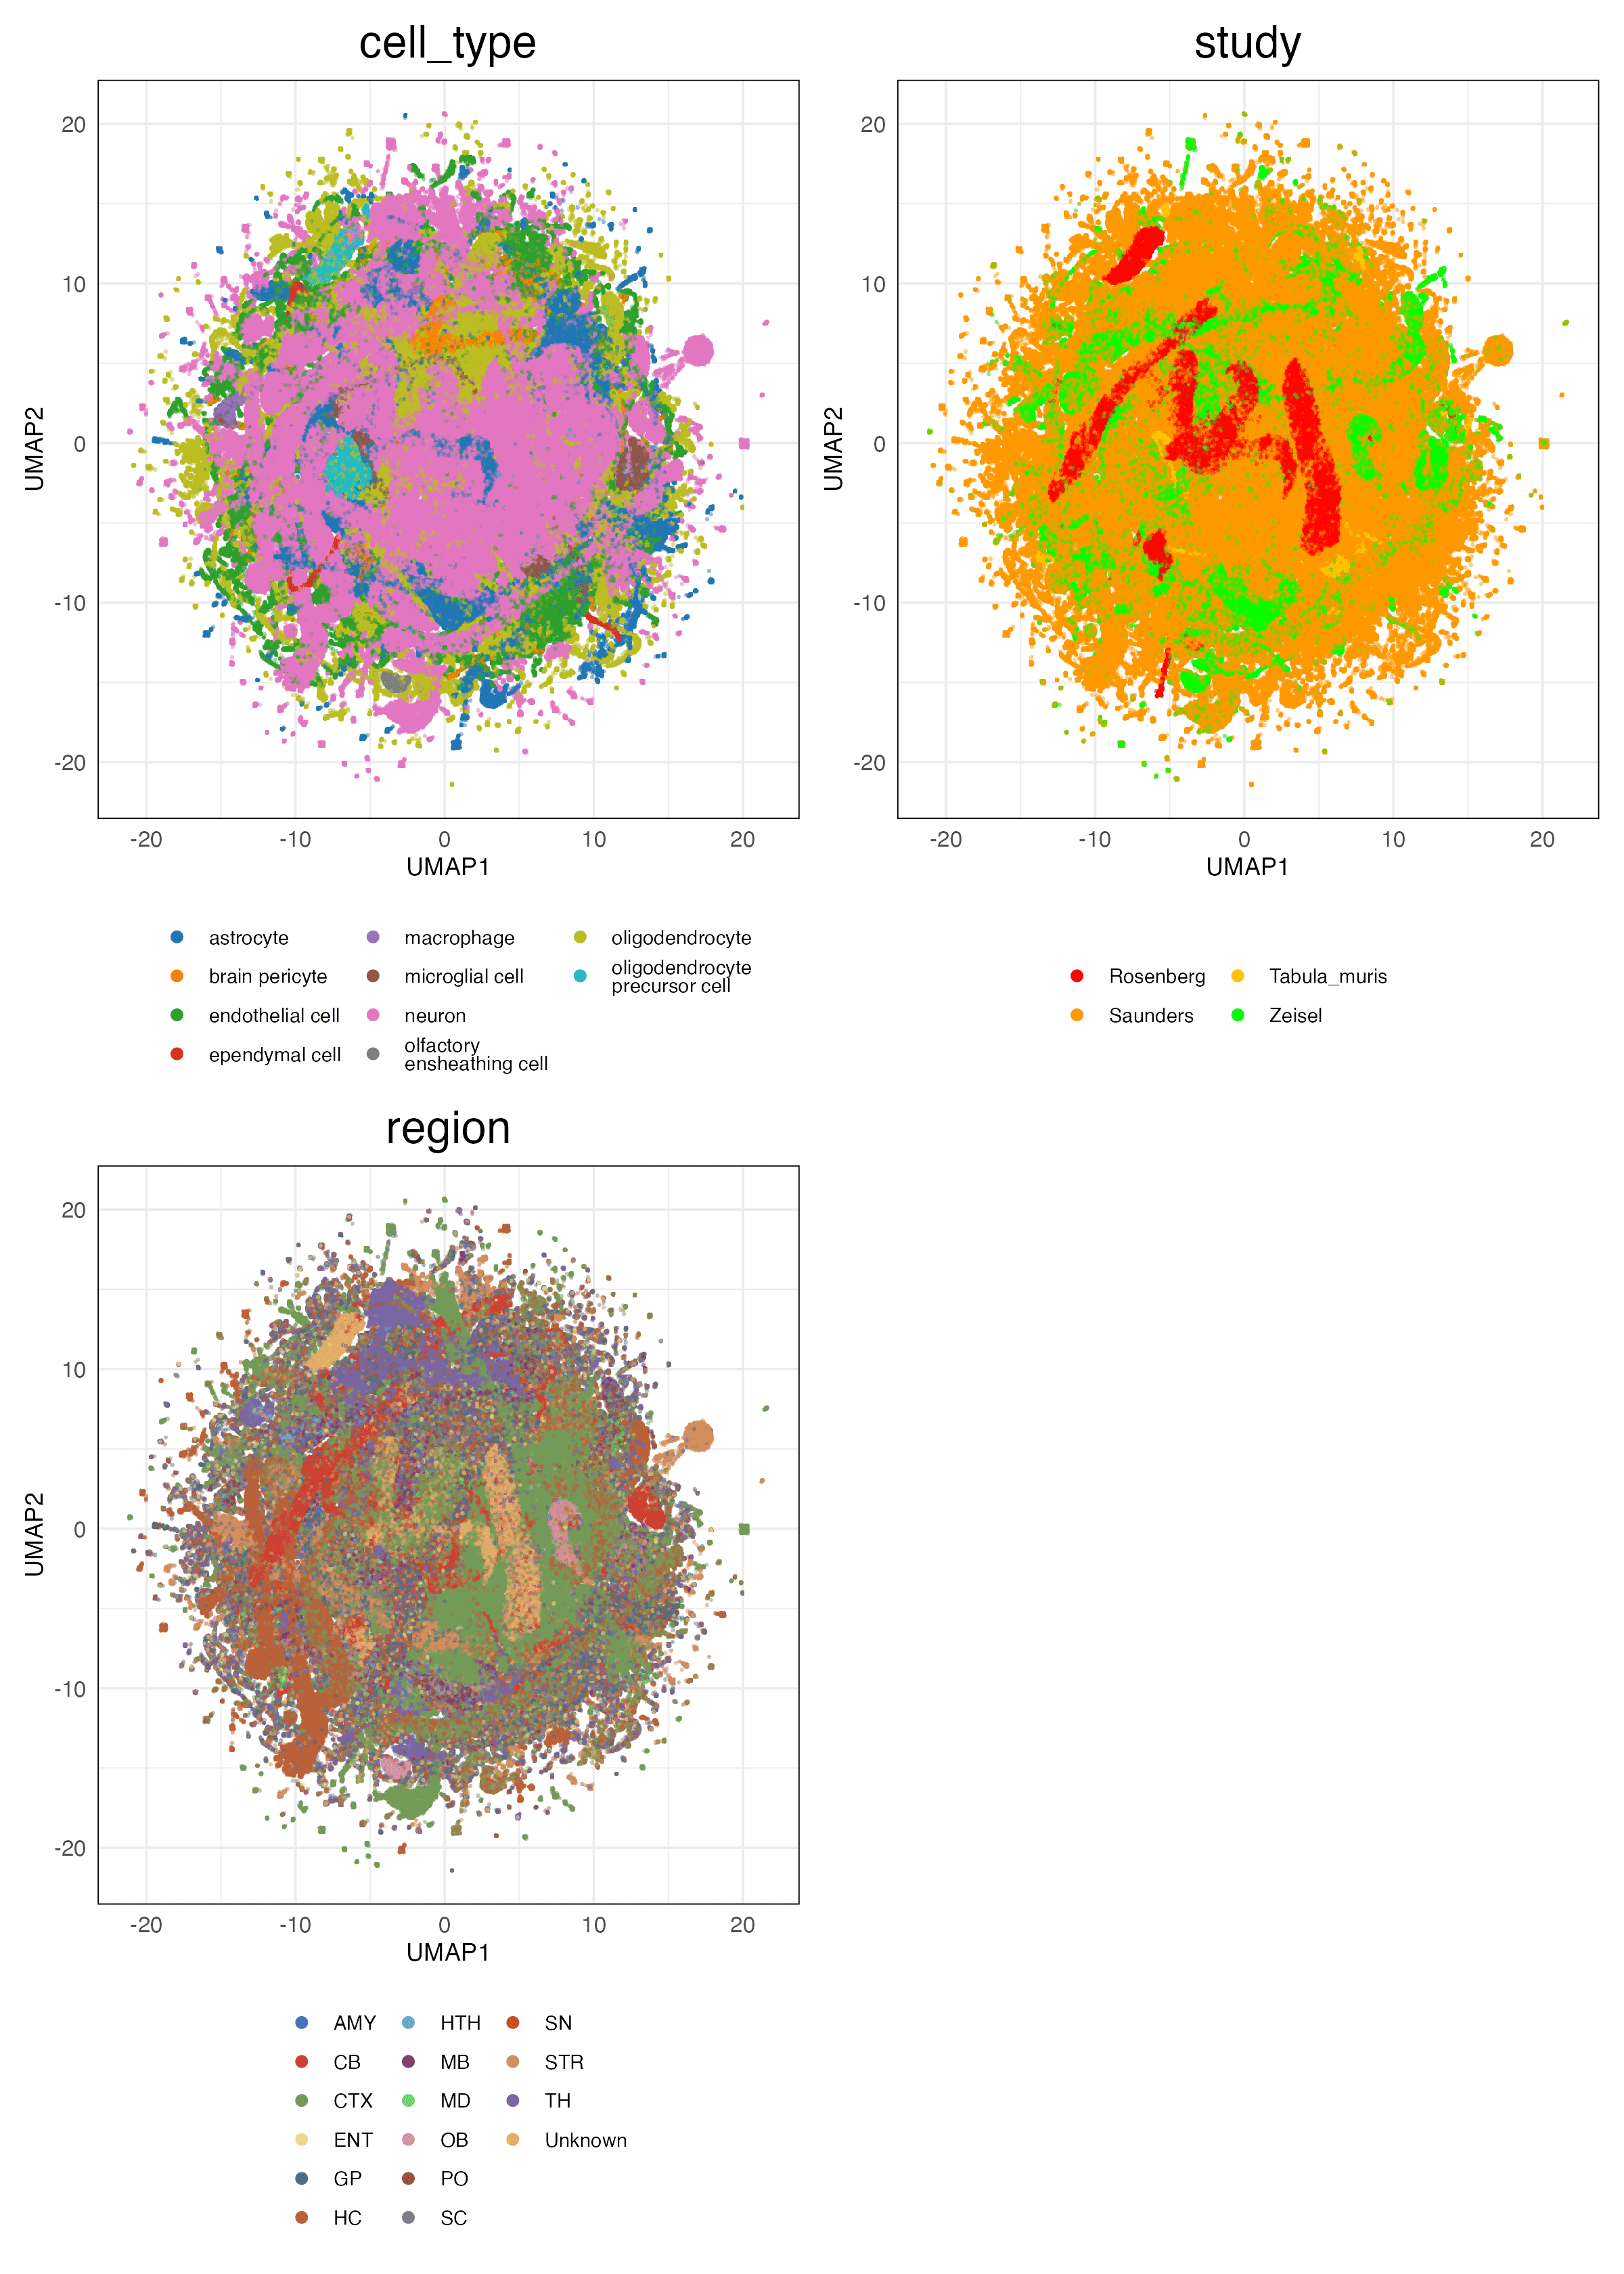 cell_type
study
20
10
0
-10
-20
UMAP2
-20 -10 0 10 20
UMAP1
20
10
0
-10
-20
UMAP2
-20 -10 0 10 20
UMAP1
astrocyte
brain pericyte
endothelial cell
ependymal cell
macrophage
microglial cell
neuron
olfactory
ensheathing cell
oligodendrocyte
oligodendrocyte
precursor cell
Rosenberg
Saunders
Tabula_muris
Zeisel
region
20
10
0
-10
-20
UMAP2
-20 -10 0 10 20
UMAP1
AMY
CB
CTX
ENT
GP
HC
HTH
MB
MD
OB
PO
SC
SN
STR
TH
Unknown